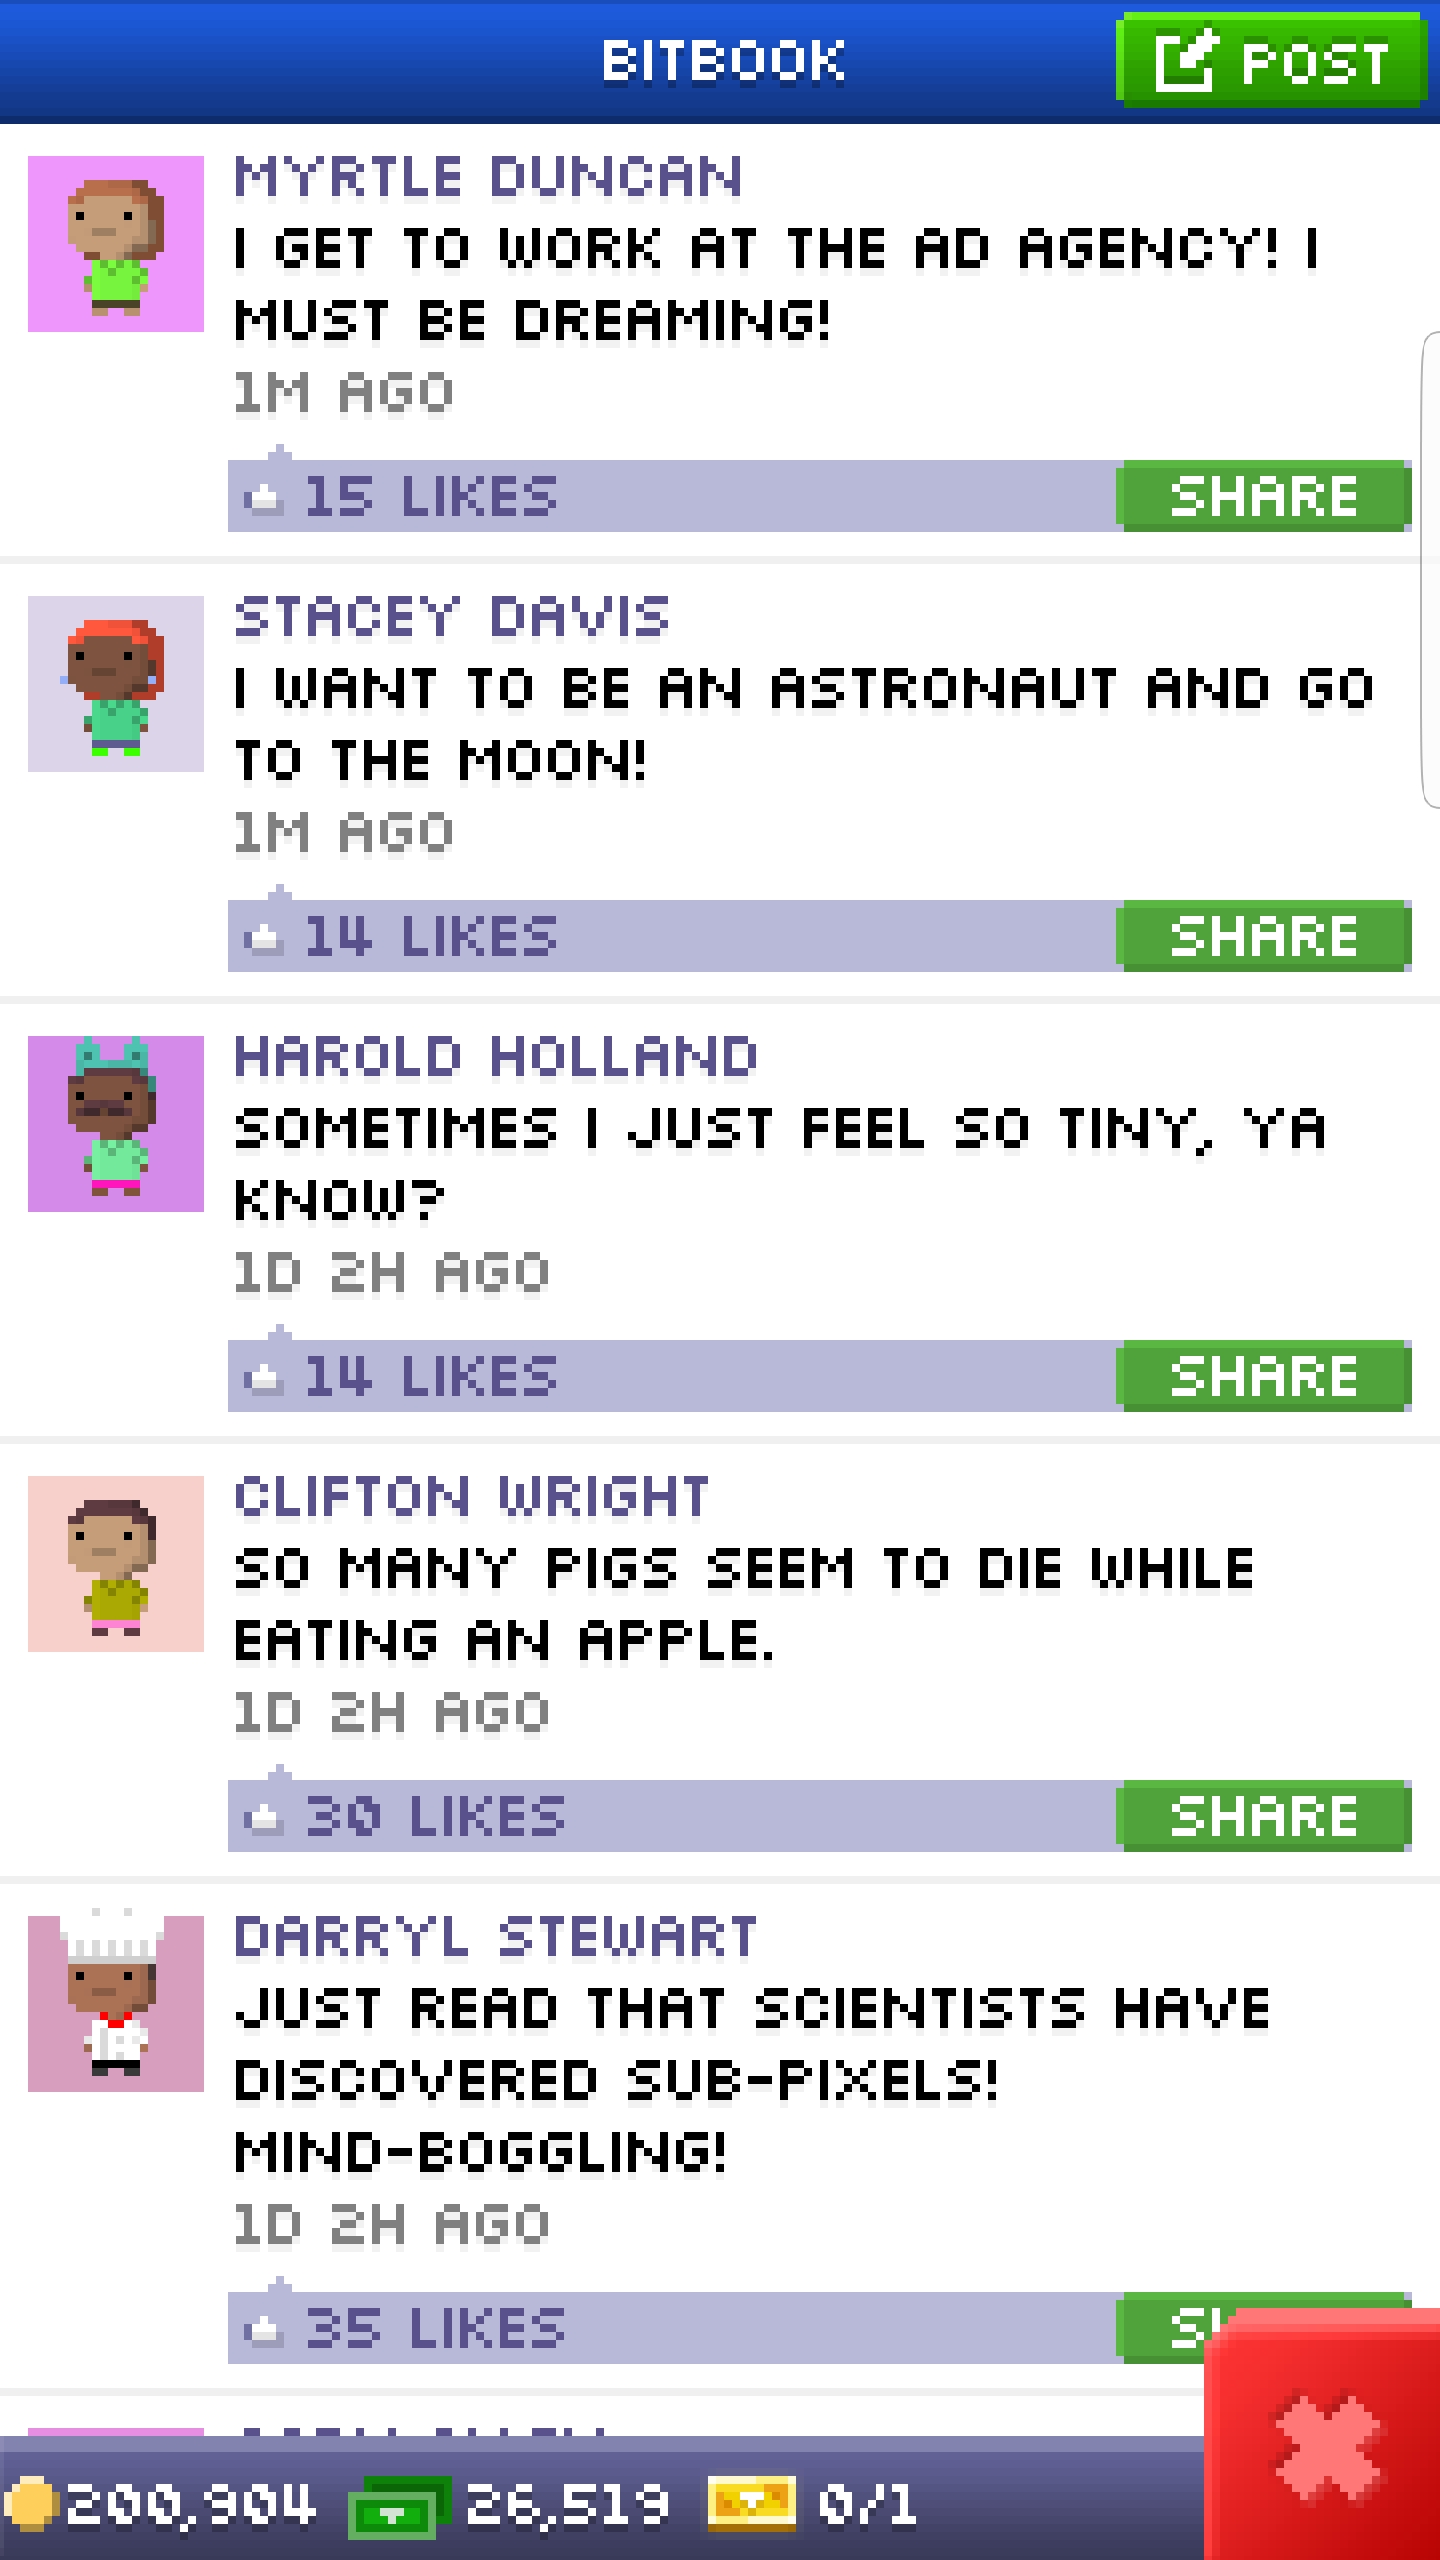 BITBOOK
POST
MYRTLE DUNCAN
I GET TO WORK AT THE AD AGENCY! I
MUST BE DREAMING!
1M AGO
15 LIKES
SHARE
STACEY DAVIS
I WANT TO BE AN ASTRONAUT AND GO
TO THE MOON!
1M AGO
14 LIKES
SHARE
HAROLD HOLLAND
SOMETIMES I JUST FEEL SO TINY, YA
KNOW?
1D 2H AGO
14 LIKES
SHARE
CLIFTON WRIGHT
SO MANY PIGS SEEM TO DIE WHILE
EATING AN APPLE.
1D 2H AGO
30 LIKES
SHARE
DARRYL STEWART
JUST READ THAT SCIENTISTS HAVE
DISCOVERED SUB-PIXELS!
MIND-BOGGLING!
1D 2H AGO
35 LIKES
200,904
26,519
0/1